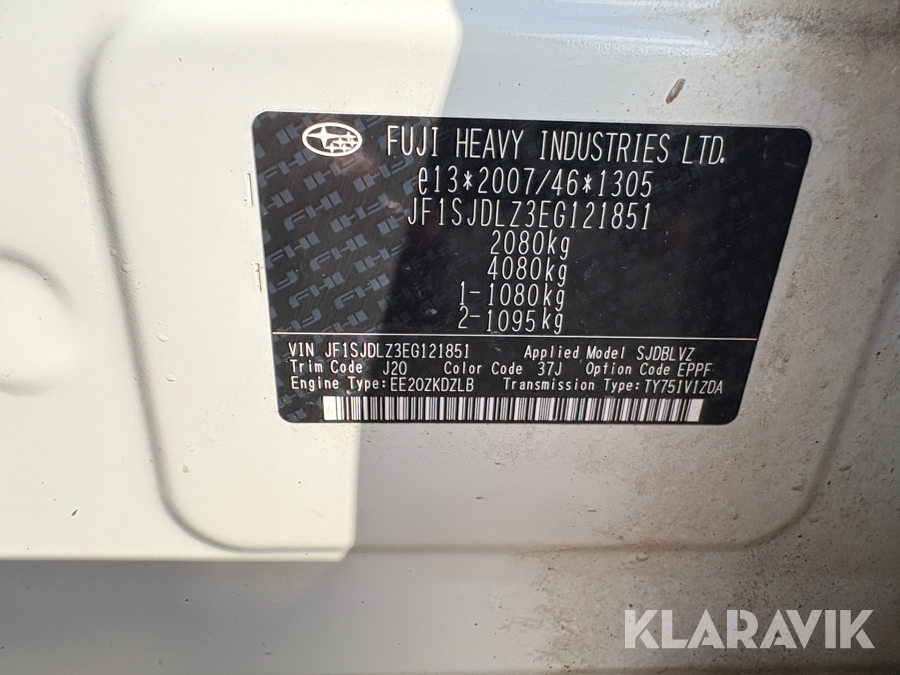 FUJI HEAVY INDUSTRIES LTD.
e13*2007/46*1305
JF1SJDLZ3EG121851
2080kg
4080kg
1-1080kg
2-1095kg
VIN JF1SJDLZ3EG121851 Applied Model SJDBLVZ
Trim Code J20 Color Code 37J Option Code EPPF
Engine Type:EE20ZKDZLB Transmission Type:TY751V1ZDA
KLARAVIK